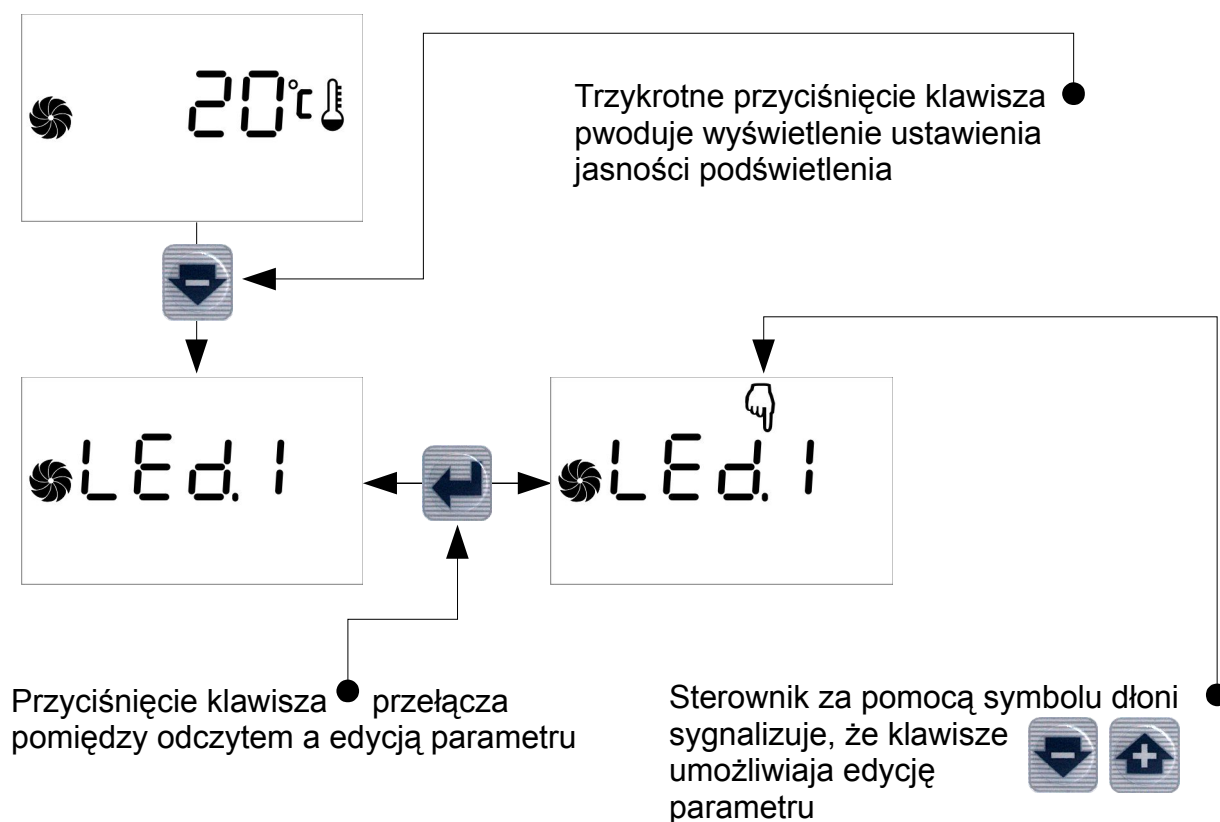 20°C
Trzykrotne przyciśnięcie klawisza
pwoduje wyświetlenie ustawienia
jasności podświetlenia
LEd.1
LEd.1
Przyciśnięcie klawisza przełącza
pomiędzy odczytem a edycją parametru
Sterownik za pomocą symbolu dłoni
sygnalizuje, że klawisze
umożliwiaja edycję
parametru